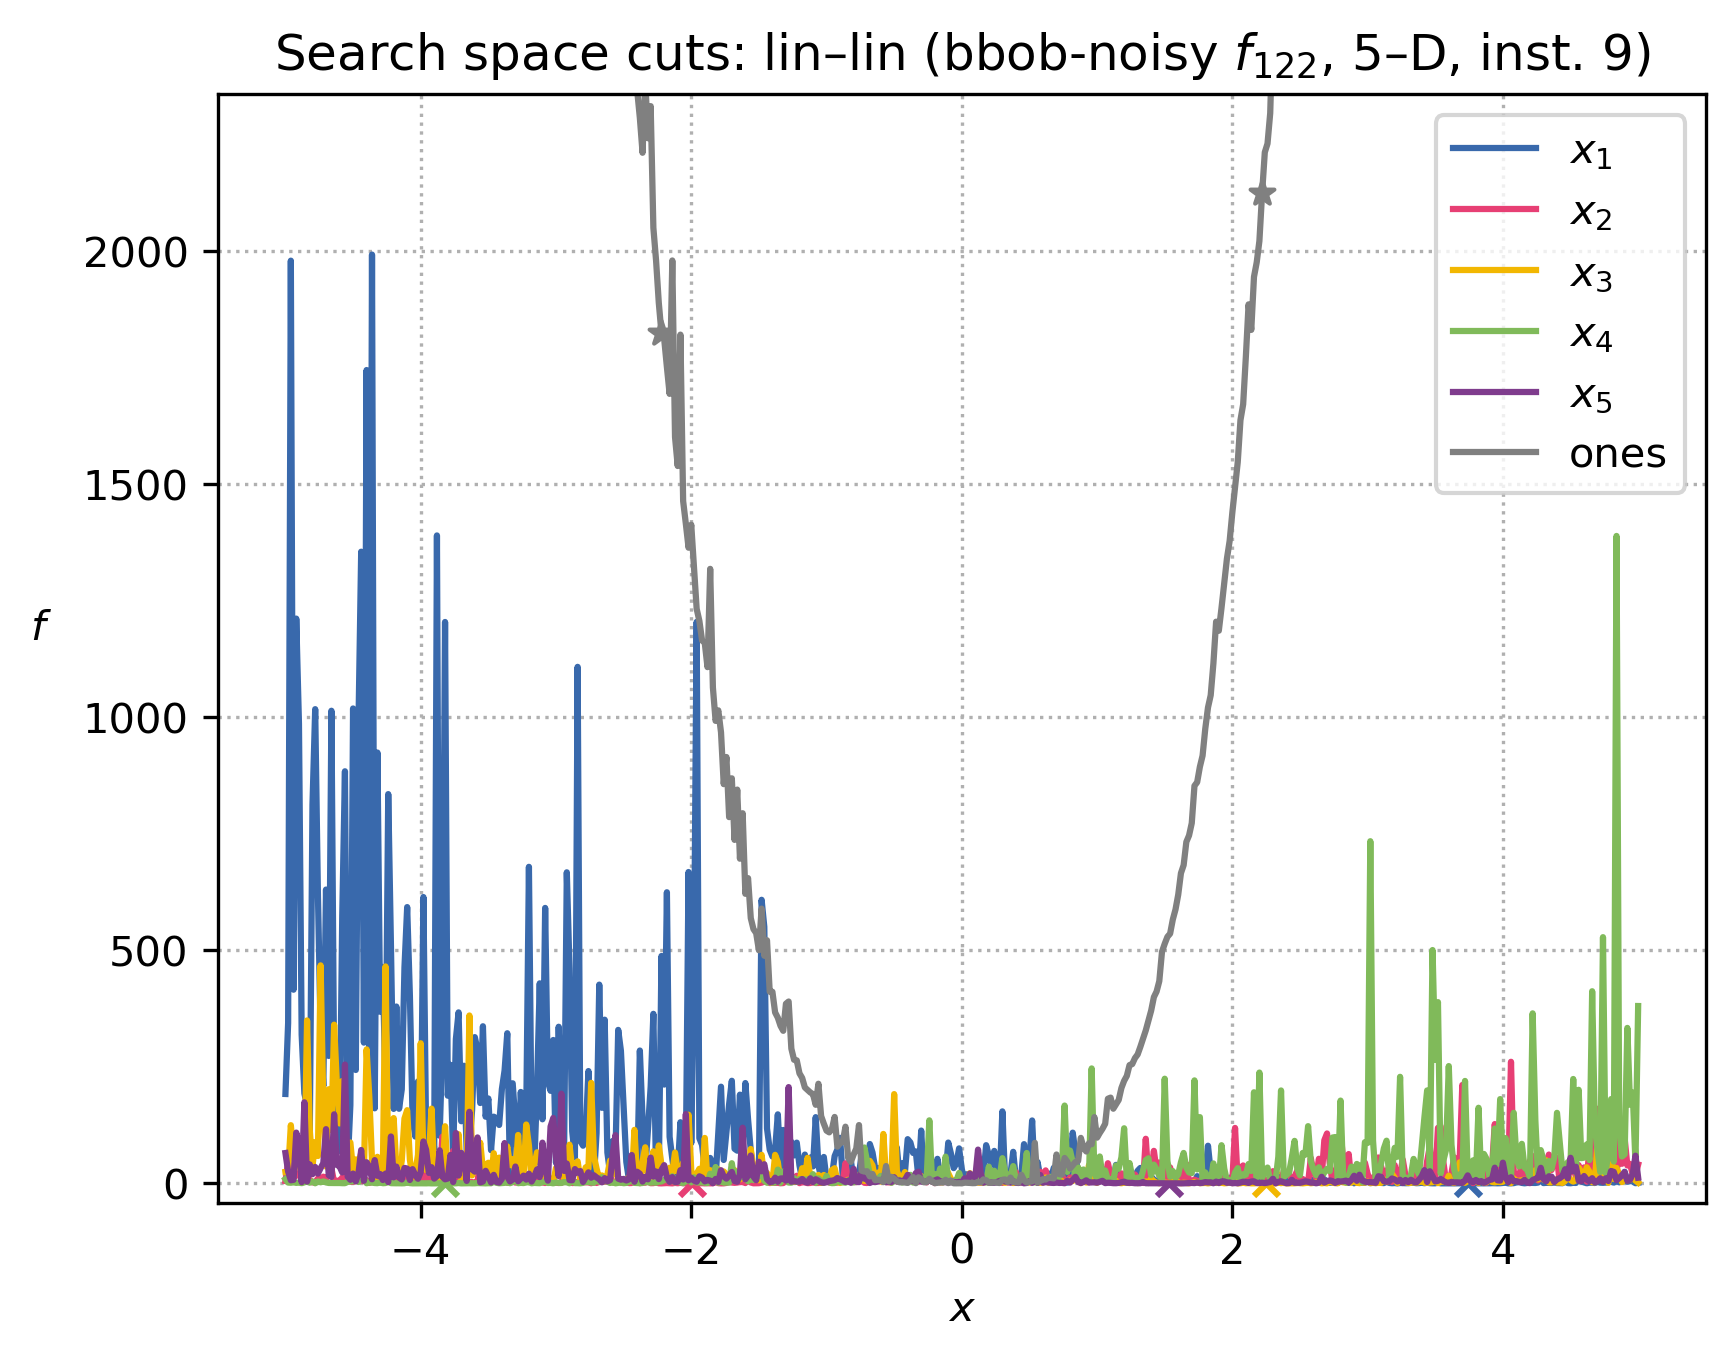 Search space cuts: lin–lin (bbob-noisy f122, 5–D, inst. 9)
x1
x2
x3
x4
x5
ones
2000
1500
1000
500
0
f
−4 −2 0 2 4
x